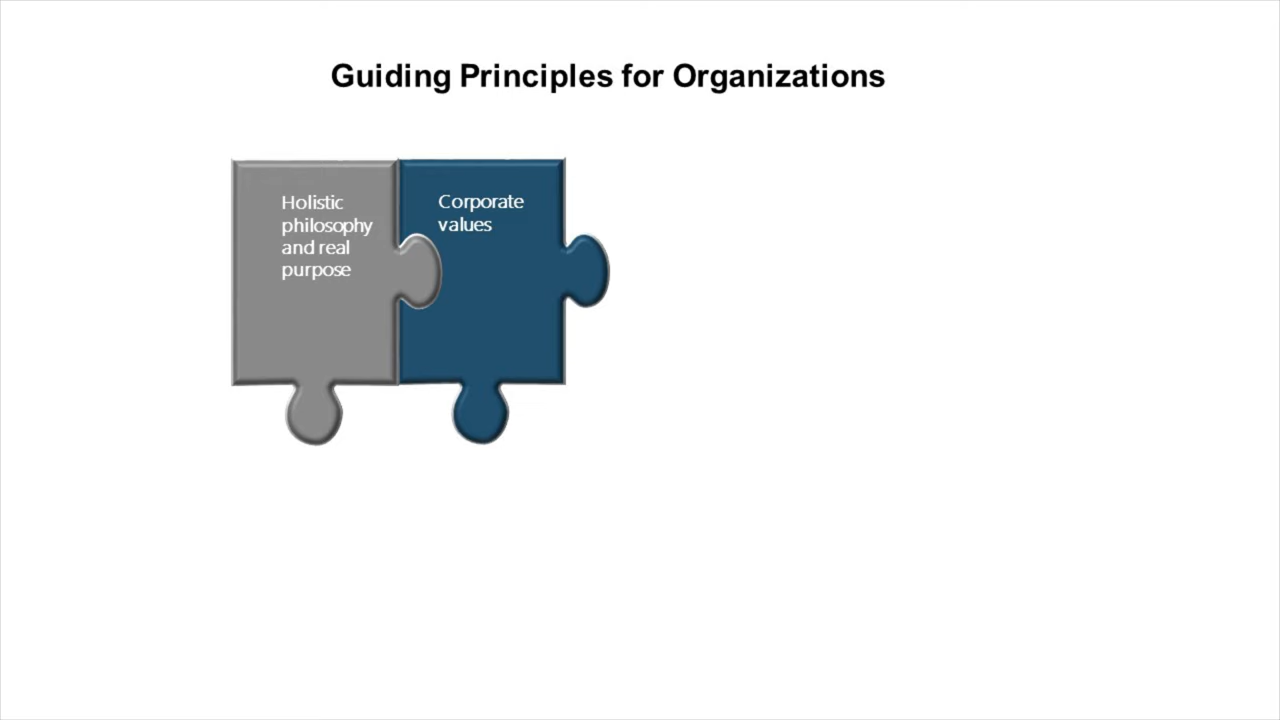 Guiding Principles for Organizations
Holistic
philosophy
and real
purpose
Corporate
values